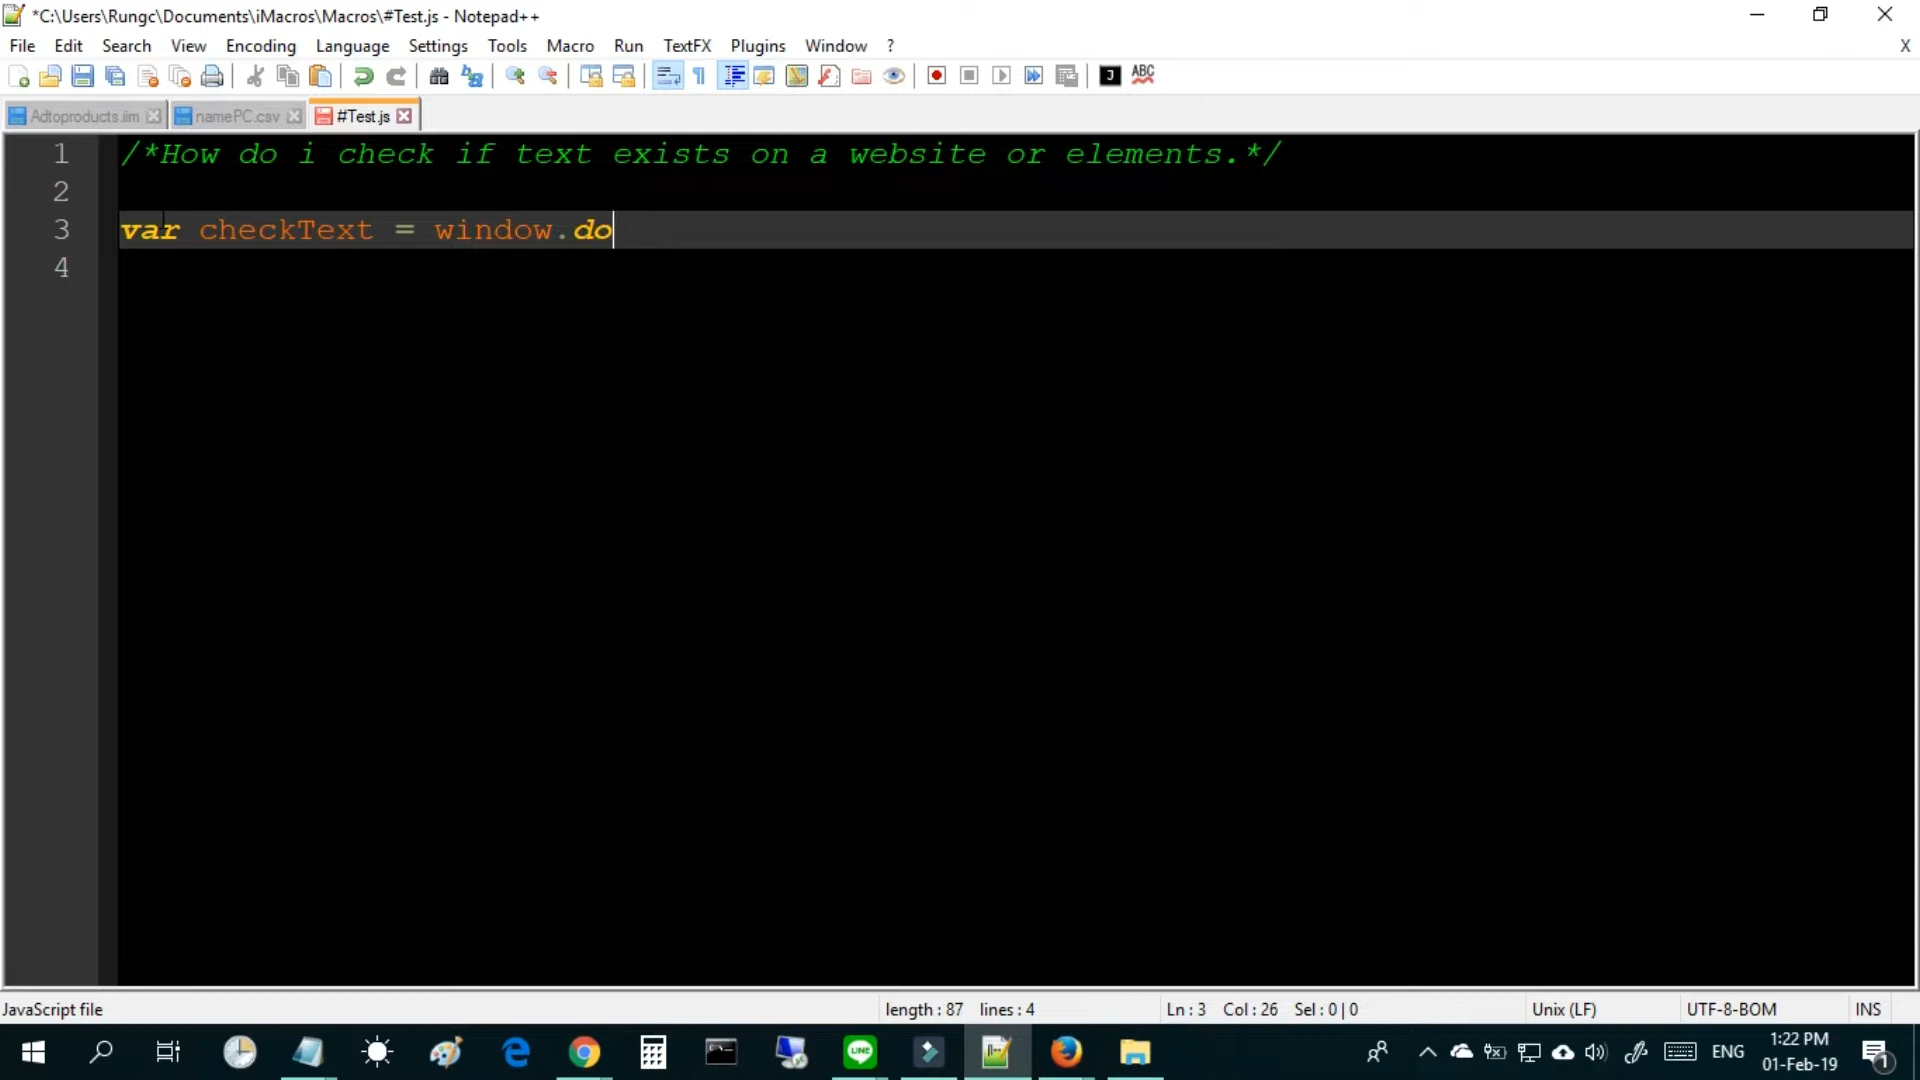 *C:\Users\Rungc\Documents\iMacros\Macros\#Test.js - Notepad++
File Edit Search View Encoding Language Settings Tools Macro Run TextFX Plugins Window ? X
J ABC
Adtoproducts.iim namePC.csv #Test.js
1 /*How do i check if text exists on a website or elements.*/
2
3 var checkText = window.do
4
JavaScript file length : 87 lines : 4 Ln : 3 Col : 26 Sel : 0 | 0 Unix (LF) UTF-8-BOM INS
LINE ENG 1:22 PM
01-Feb-19 1